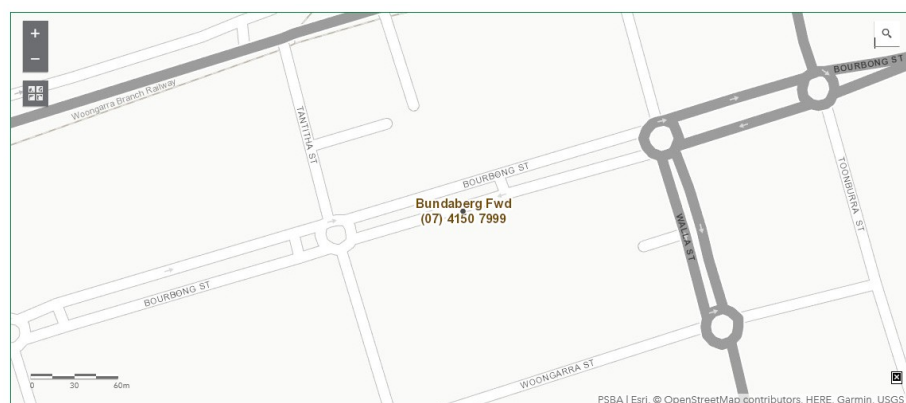 +
−
BOURBONG ST
Woongarra Branch Railway
TANTITHA ST
BOURBONG ST
TOONBURRA ST
Bundaberg Fwd
(07) 4150 7999
WALLA ST
BOURBONG ST
WOONGARRA ST
0 30 60m
PSBA | Esri, © OpenStreetMap contributors, HERE, Garmin, USGS